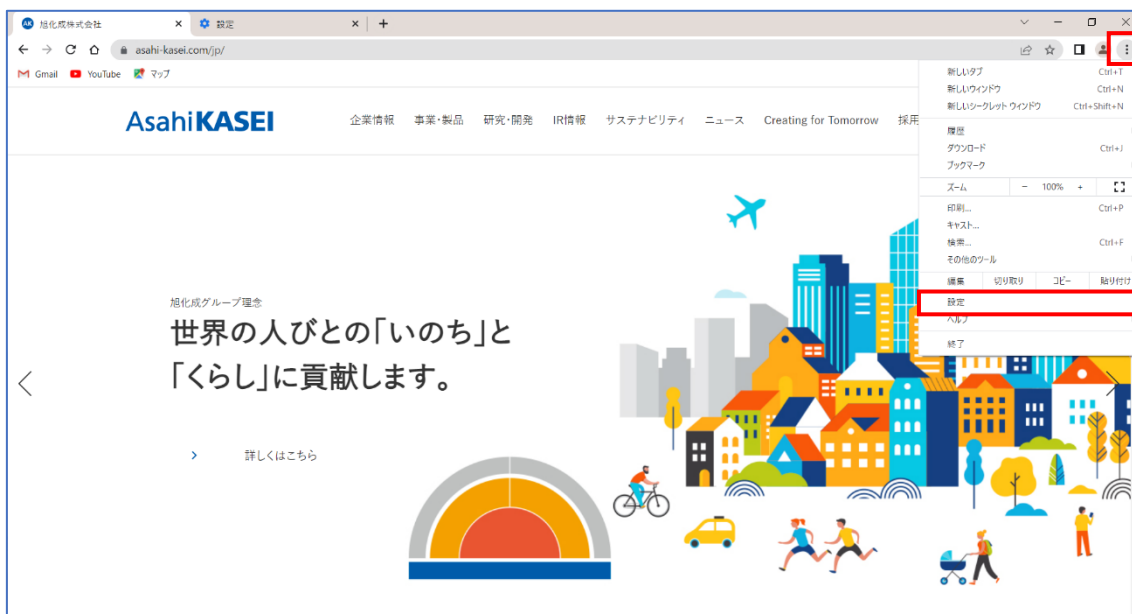 旭化成株式会社
設定
asahi-kasei.com/jp/
Gmail YouTube マップ
AsahiKASEI
企業情報 事業・製品 研究・開発 IR情報 サステナビリティ ニュース Creating for Tomorrow 採用
新しいタブ Ctrl+T
新しいウィンドウ Ctrl+N
新しいシークレット ウィンドウ Ctrl+Shift+N
履歴
ダウンロード Ctrl+J
ブックマーク
ズーム - 100% +
印刷... Ctrl+P
キャスト...
検索... Ctrl+F
その他のツール
編集 切り取り コピー 貼り付け
設定
ヘルプ
終了
旭化成グループ理念
世界の人びとの「いのち」と
「くらし」に貢献します。
詳しくはこちら